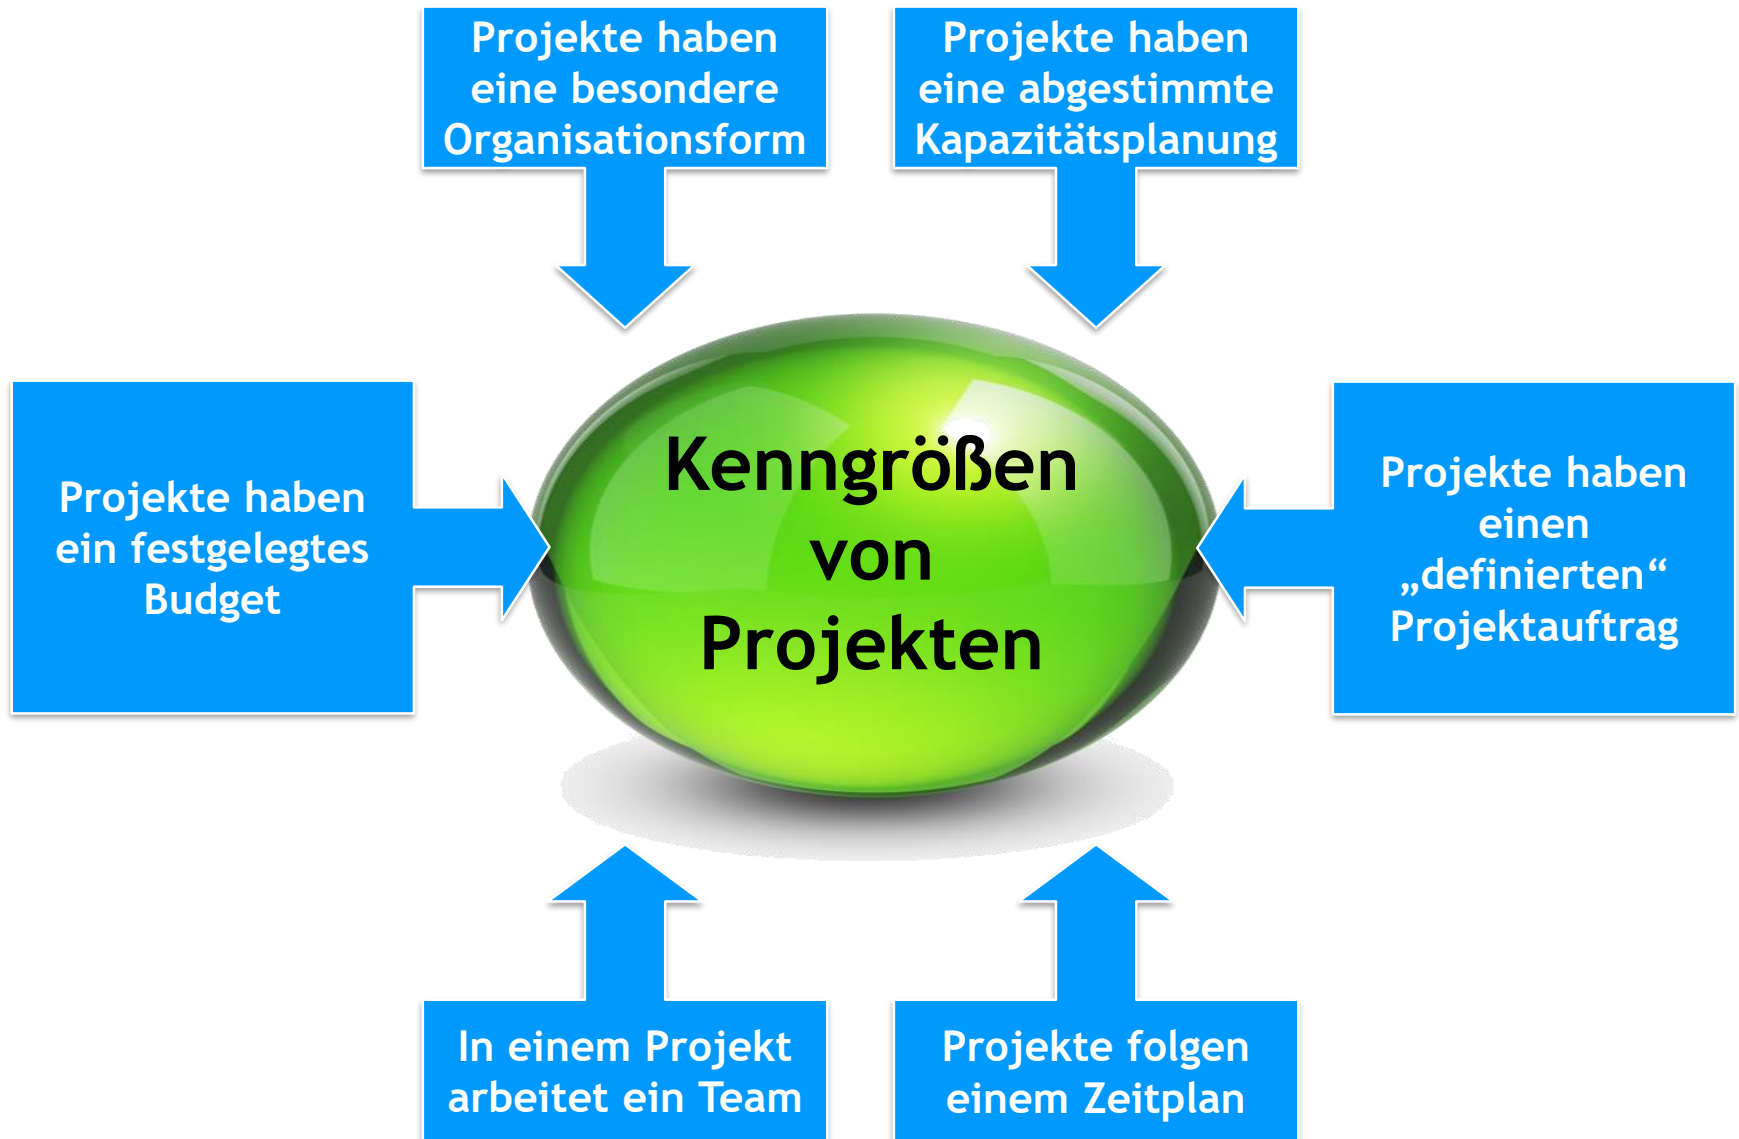 Projekte haben
eine besondere
Organisationsform
Projekte haben
eine abgestimmte
Kapazitätsplanung
Projekte haben
ein festgelegtes
Budget
Kenngrößen
von
Projekten
Projekte haben
einen
„definierten“
Projektauftrag
In einem Projekt
arbeitet ein Team
Projekte folgen
einem Zeitplan